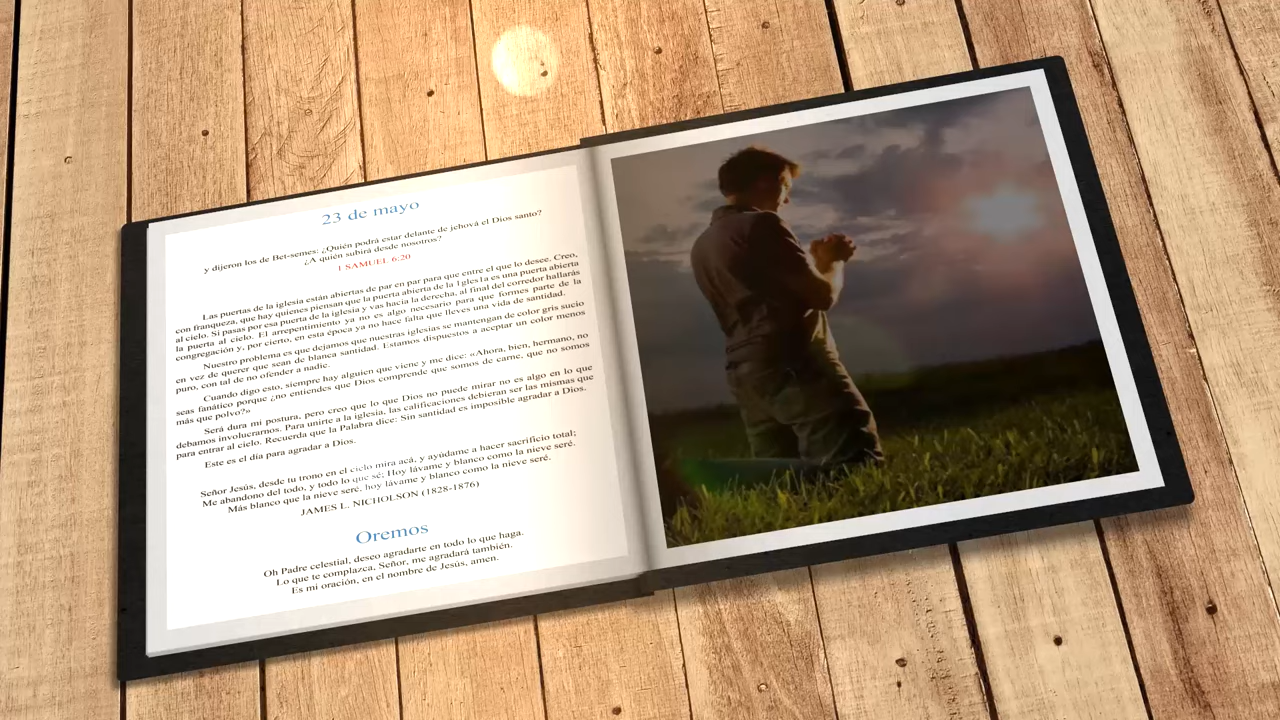 23 de mayo
y dijeron los de Bet-semes: ¿Quién podrá estar delante de jehová el Dios santo?
¿A quién subirá desde nosotros?
1 SAMUEL 6:20
Las puertas de la iglesia están abiertas de par en par para que entre el que lo desee. Creo,
con franqueza, que hay quienes piensan que la puerta abierta de la 1gles1a es una puerta abierta
al cielo. Si pasas por esa puerta de la iglesia y vas hacia la derecha, al final del corredor hallarás
la puerta al cielo. El arrepentimiento ya no es algo necesario para que formes parte de la
congregación y, por cierto, en esta época ya no hace falta que lleves una vida de santidad.
Nuestro problema es que dejamos que nuestras iglesias se mantengan de color gris sucio
en vez de querer que sean de blanca santidad. Estamos dispuestos a aceptar un color menos
puro, con tal de no ofender a nadie.
Cuando digo esto, siempre hay alguien que viene y me dice: «Ahora, bien, hermano, no
seas fanático porque ¿no entiendes que Dios comprende que somos de carne, que no somos
más que polvo?»
Será dura mi postura, pero creo que lo que Dios no puede mirar no es algo en lo que
debamos involucrarnos. Para unirte a la iglesia, las calificaciones debieran ser las mismas que
para entrar al cielo. Recuerda que la Palabra dice: Sin santidad es imposible agradar a Dios.
Este es el día para agradar a Dios.
Señor Jesús, desde tu trono en el cielo mira acá, y ayúdame a hacer sacrificio total;
Me abandono del todo, y todo lo que sé; Hoy lávame y blanco como la nieve seré.
Más blanco que la nieve seré, hoy lávame y blanco como la nieve seré.
JAMES L. NICHOLSON (1828-1876)
Oremos
Oh Padre celestial, deseo agradarte en todo lo que haga.
Lo que te complazca, Señor, me agradará también.
Es mi oración, en el nombre de Jesús, amen.